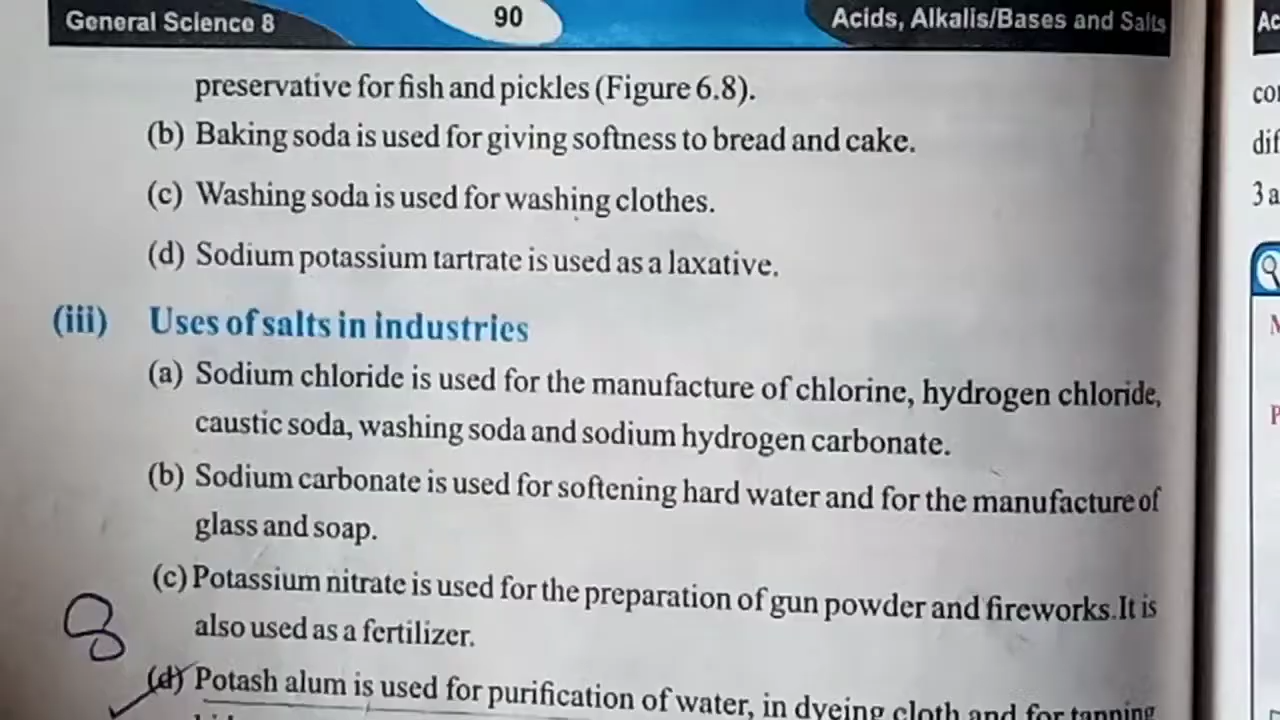 General Science 8 90 Acids, Alkalis/Bases and Salts
preservative for fish and pickles (Figure 6.8).
(b) Baking soda is used for giving softness to bread and cake.
(c) Washing soda is used for washing clothes.
(d) Sodium potassium tartrate is used as a laxative.
(iii) Uses of salts in industries
(a) Sodium chloride is used for the manufacture of chlorine, hydrogen chloride,
caustic soda, washing soda and sodium hydrogen carbonate.
(b) Sodium carbonate is used for softening hard water and for the manufacture of
glass and soap.
(c) Potassium nitrate is used for the preparation of gun powder and fireworks. It is
also used as a fertilizer.
8
(d) Potash alum is used for purification of water, in dyeing cloth and for tanning